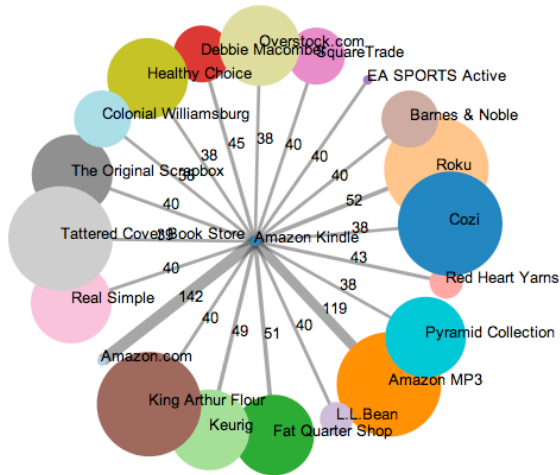 Overstock.com
Debbie Macomber
SquareTrade
Healthy Choice
EA SPORTS Active
Colonial Williamsburg
Barnes & Noble
45
38
40
38
40
38
40
The Original Scrapbox
Roku
40
52
Tattered Cover Book Store
39
Amazon Kindle
38
Cozi
43
40
Red Heart Yarns
38
Real Simple
142
119
40
49
51
40
Pyramid Collection
Amazon.com
Amazon MP3
King Arthur Flour
L.L.Bean
Keurig
Fat Quarter Shop